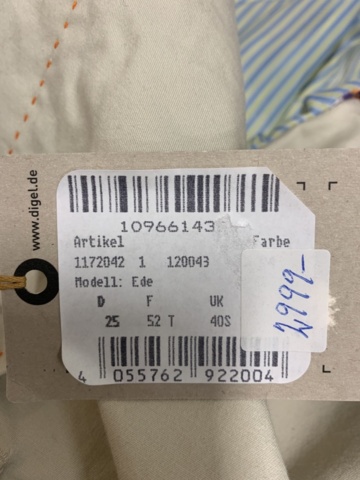 www.digel.de
10966143
Artikel Farbe
1172042 1 120043
Modell: Ede
D F UK
25 52 T 40S
2999-
4 055762 922004